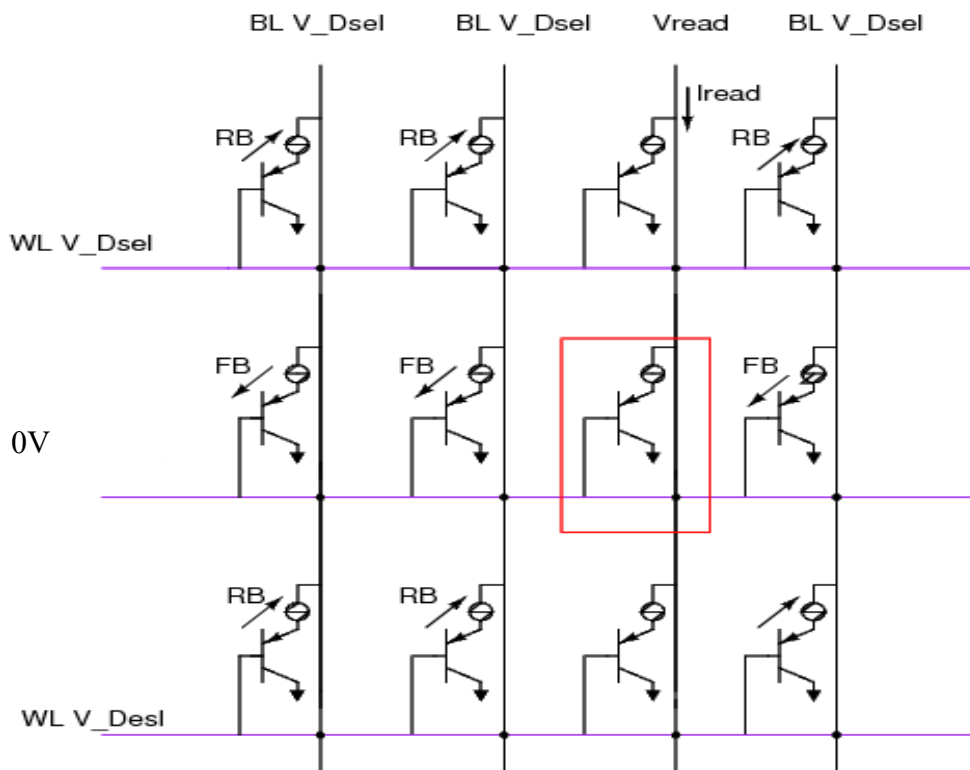 BL V_Dsel BL V_Dsel Vread BL V_Dsel
Iread
RB RB RB
WL V_Dsel
FB FB FB
0V
RB RB
WL V_Desl